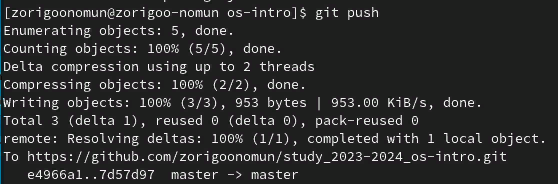 [zorigoonomun@zorigoo-nomun os-intro]$ git push
Enumerating objects: 5, done.
Counting objects: 100% (5/5), done.
Delta compression using up to 2 threads
Compressing objects: 100% (2/2), done.
Writing objects: 100% (3/3), 953 bytes | 953.00 KiB/s, done.
Total 3 (delta 1), reused 0 (delta 0), pack-reused 0
remote: Resolving deltas: 100% (1/1), completed with 1 local object.
To https://github.com/zorigoonomun/study_2023-2024_os-intro.git
   e4966a1..7d57d97  master -> master